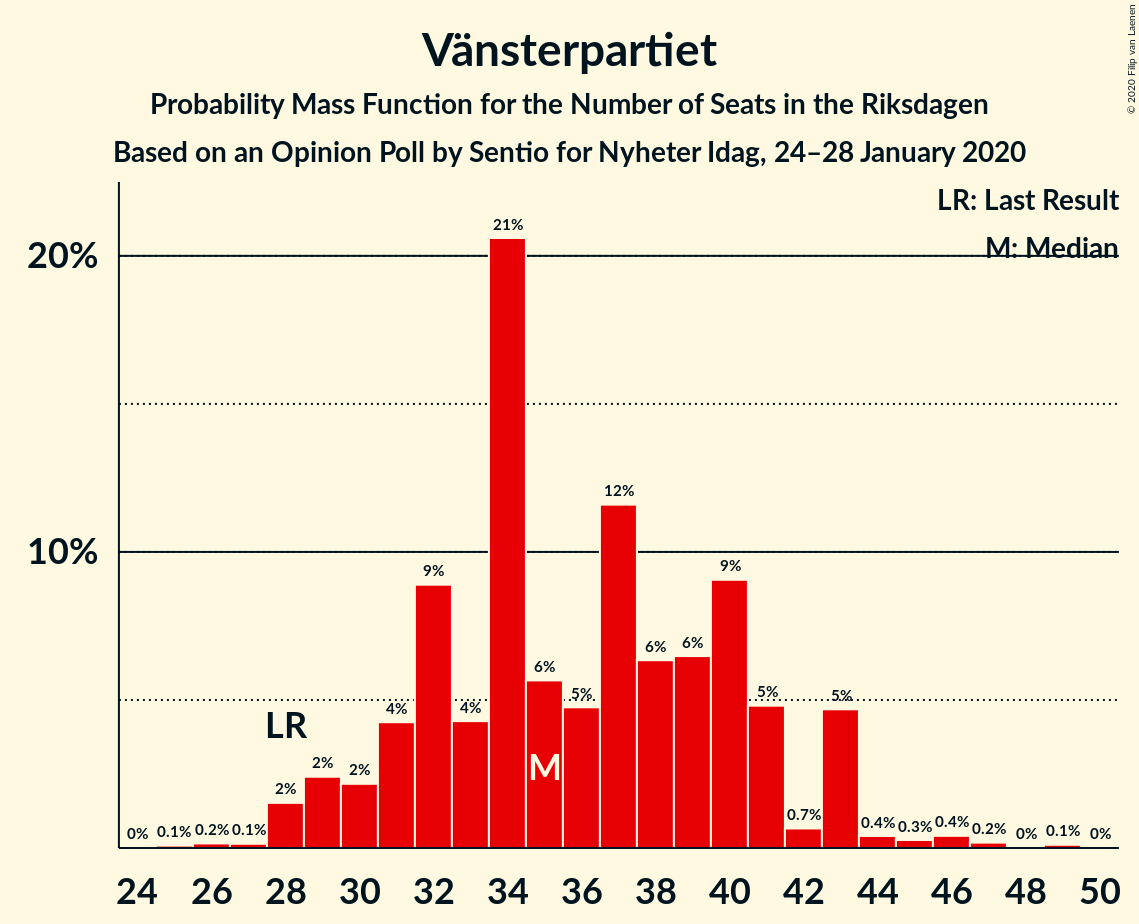 Vänsterpartiet
Probability Mass Function for the Number of Seats in the Riksdagen
Based on an Opinion Poll by Sentio for Nyheter Idag, 24–28 January 2020
© 2020 Filip van Laenen
LR: Last Result
M: Median
20%
10%
0% 0.1% 0.2% 0.1% 2% 2% 2% 4% 9% 4% 21% 6% 5% 12% 6% 6% 9% 5% 0.7% 5% 0.4% 0.3% 0.4% 0.2% 0% 0.1% 0%
LR
M
24 26 28 30 32 34 36 38 40 42 44 46 48 50